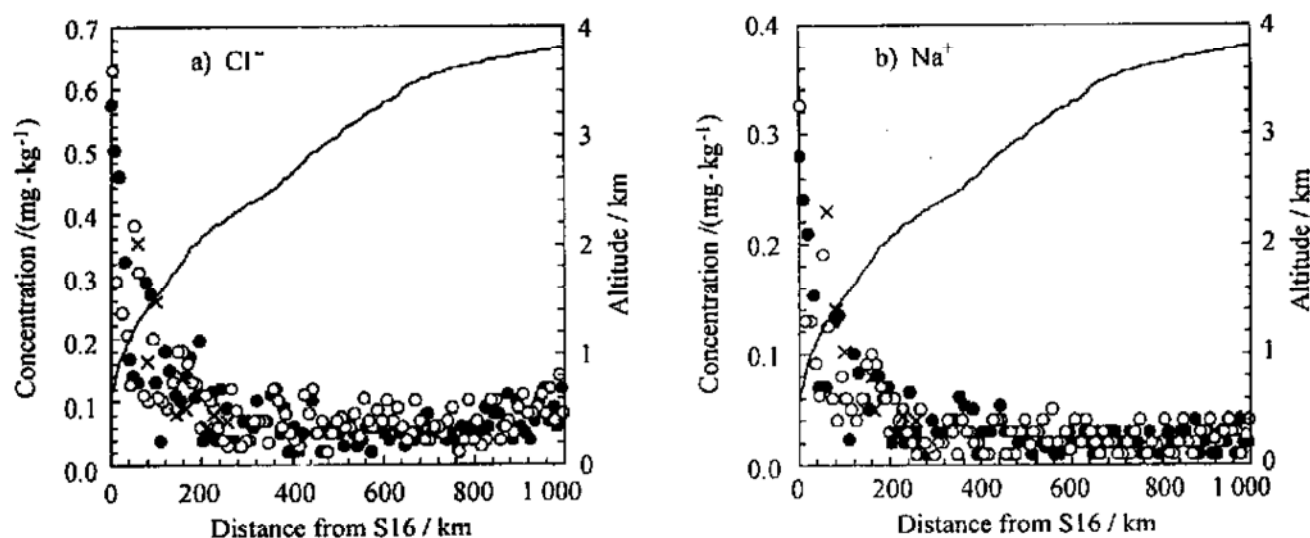 a) Cl⁻
Concentration /(mg·kg⁻¹)
0.7
0.6
0.5
0.4
0.3
0.2
0.1
0.0
4
3
2
1
0
Altitude / km
0 200 400 600 800 1 000
Distance from S16 / km
b) Na⁺
Concentration /(mg·kg⁻¹)
0.4
0.3
0.2
0.1
0.0
4
3
2
1
0
Altitude / km
0 200 400 600 800 1 000
Distance from S16 / km